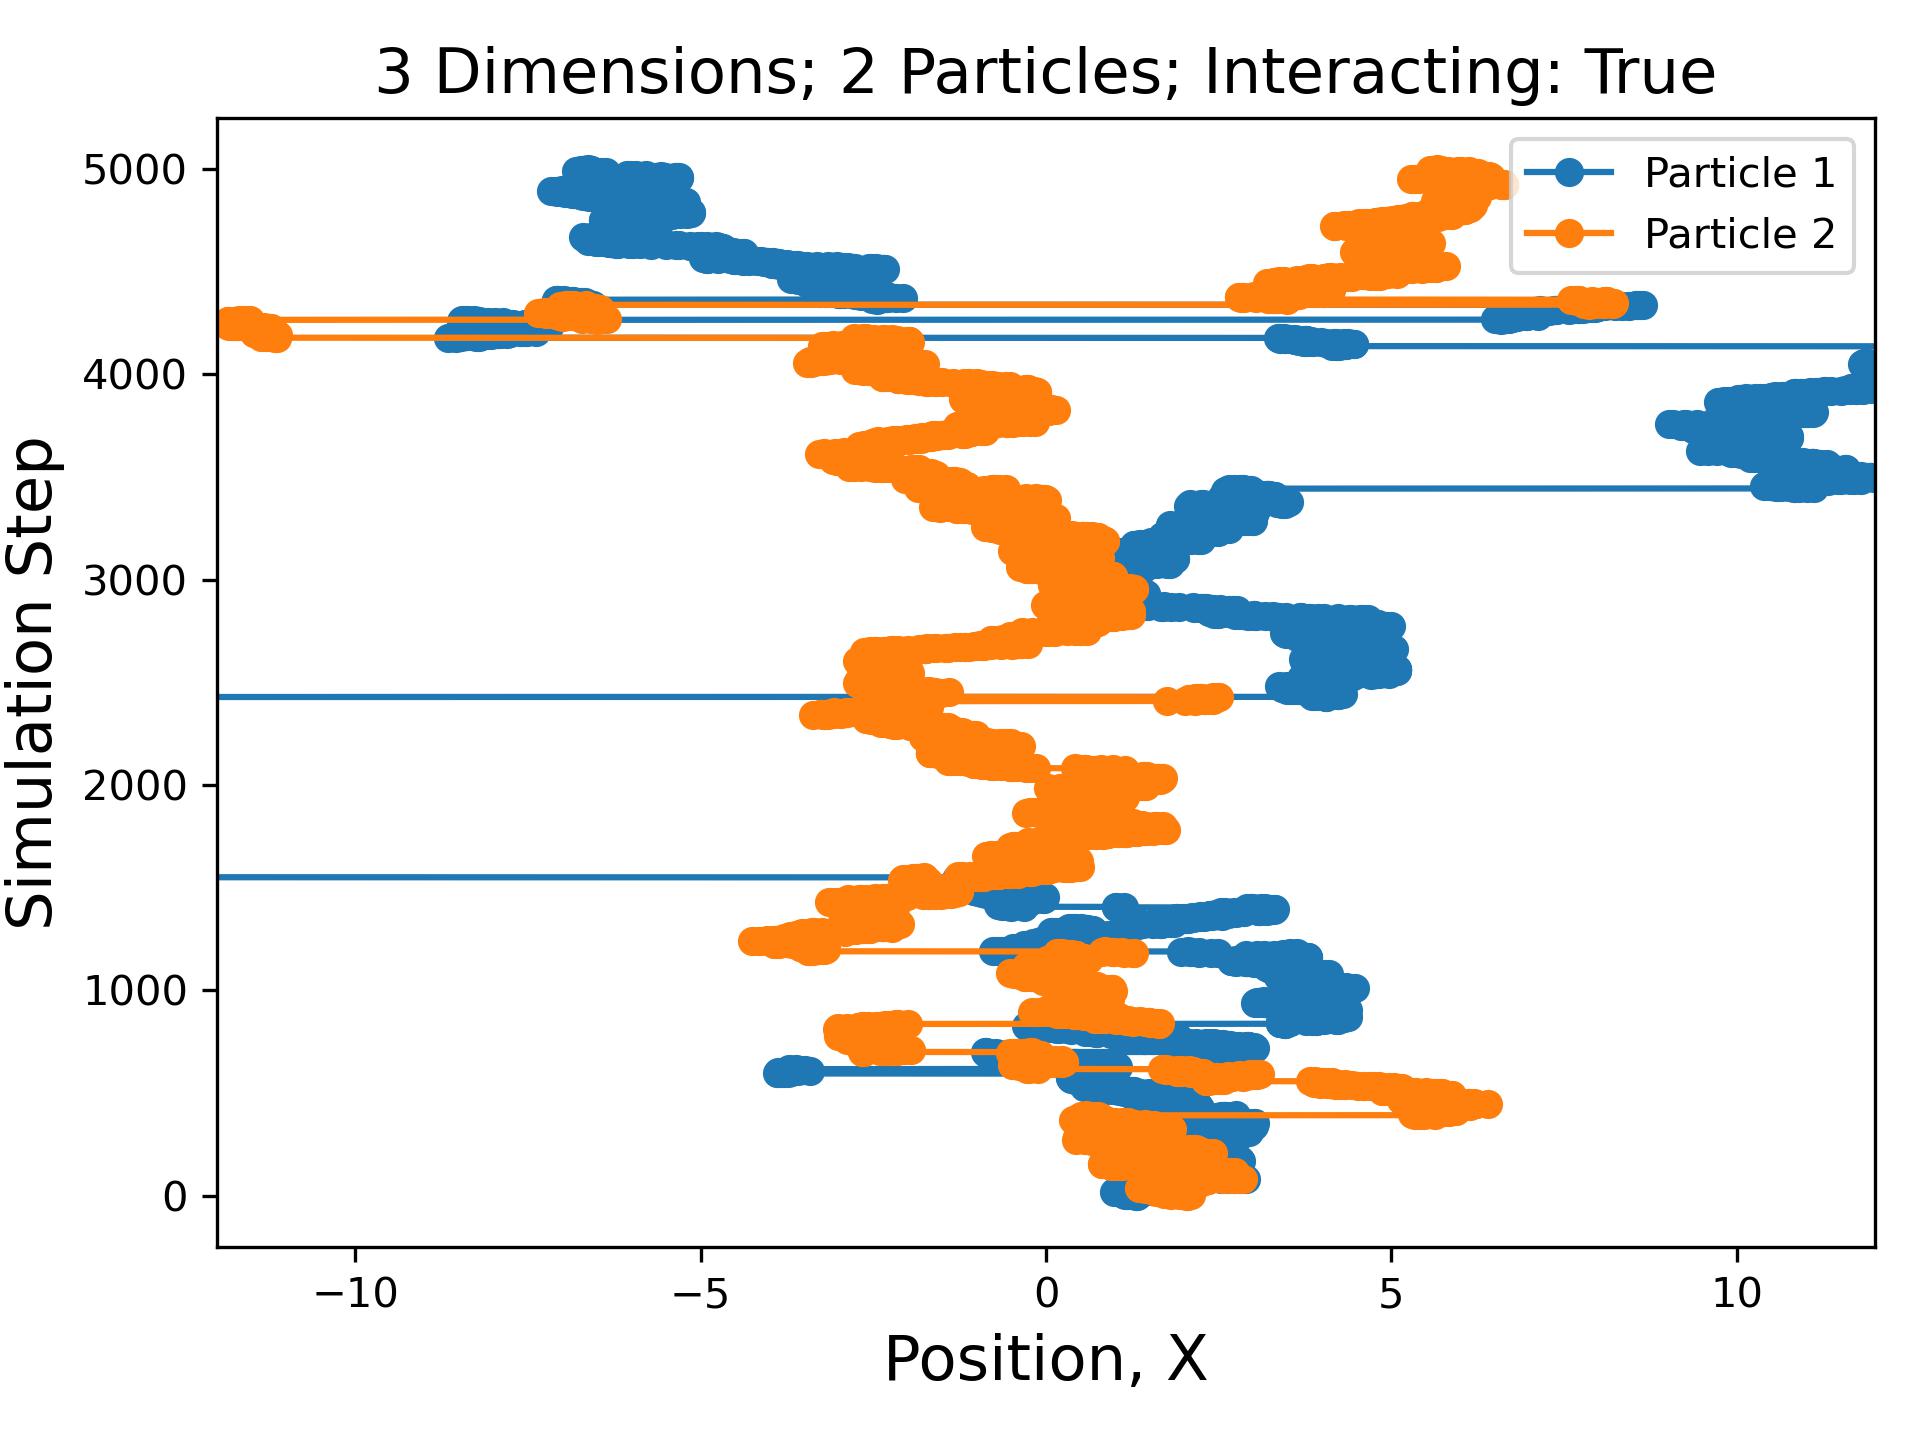 3 Dimensions; 2 Particles; Interacting: True
Particle 1
Particle 2
5000
4000
3000
2000
1000
0
Simulation Step
−10
−5
0
5
10
Position, X